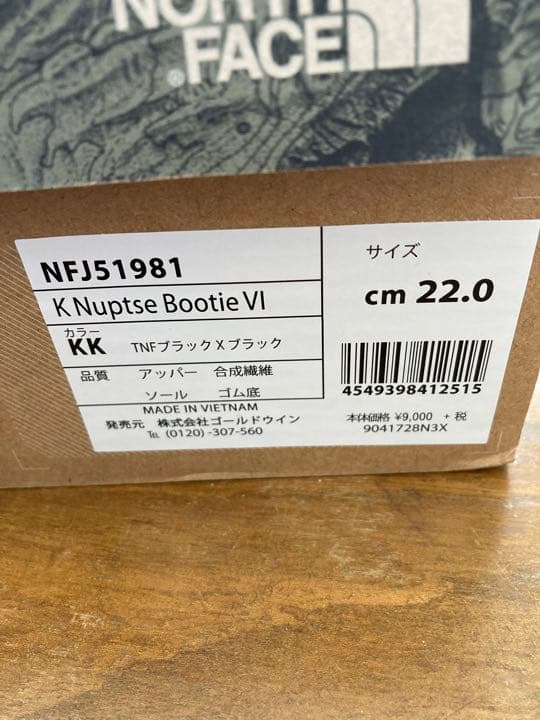 NORTH
FACE
®
NFJ51981
K Nuptse Bootie VI
カラー
KK TNFブラック X ブラック
品質 アッパー 合成繊維
ソール ゴム底
MADE IN VIETNAM
発売元 株式会社ゴールドウイン
TEL (0120) -307-560
サイズ
cm 22.0
4549398412515
本体価格 ¥9,000 + 税
9041728N3X